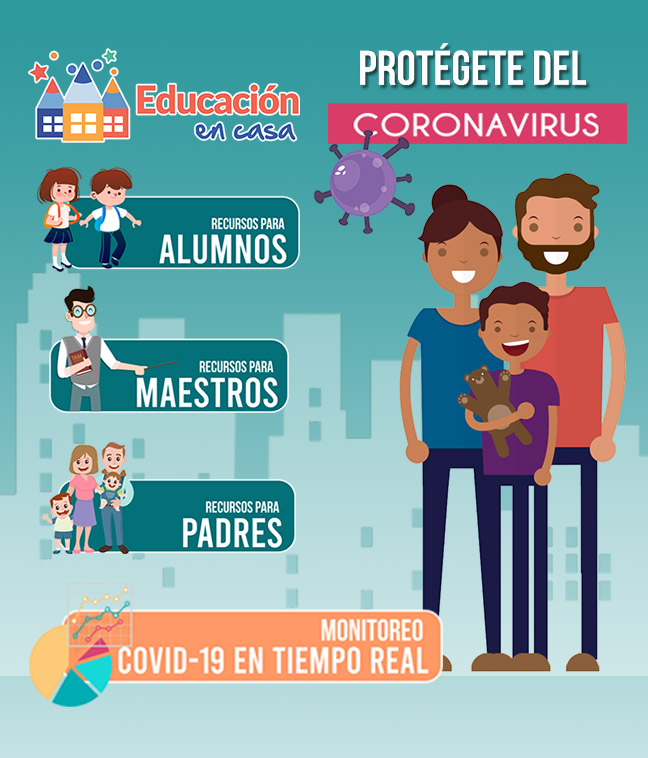 Educación
en casa
PROTÉGETE DEL
CORONAVIRUS
RECURSOS PARA
ALUMNOS
RECURSOS PARA
MAESTROS
RECURSOS PARA
PADRES
MONITOREO
COVID-19 EN TIEMPO REAL